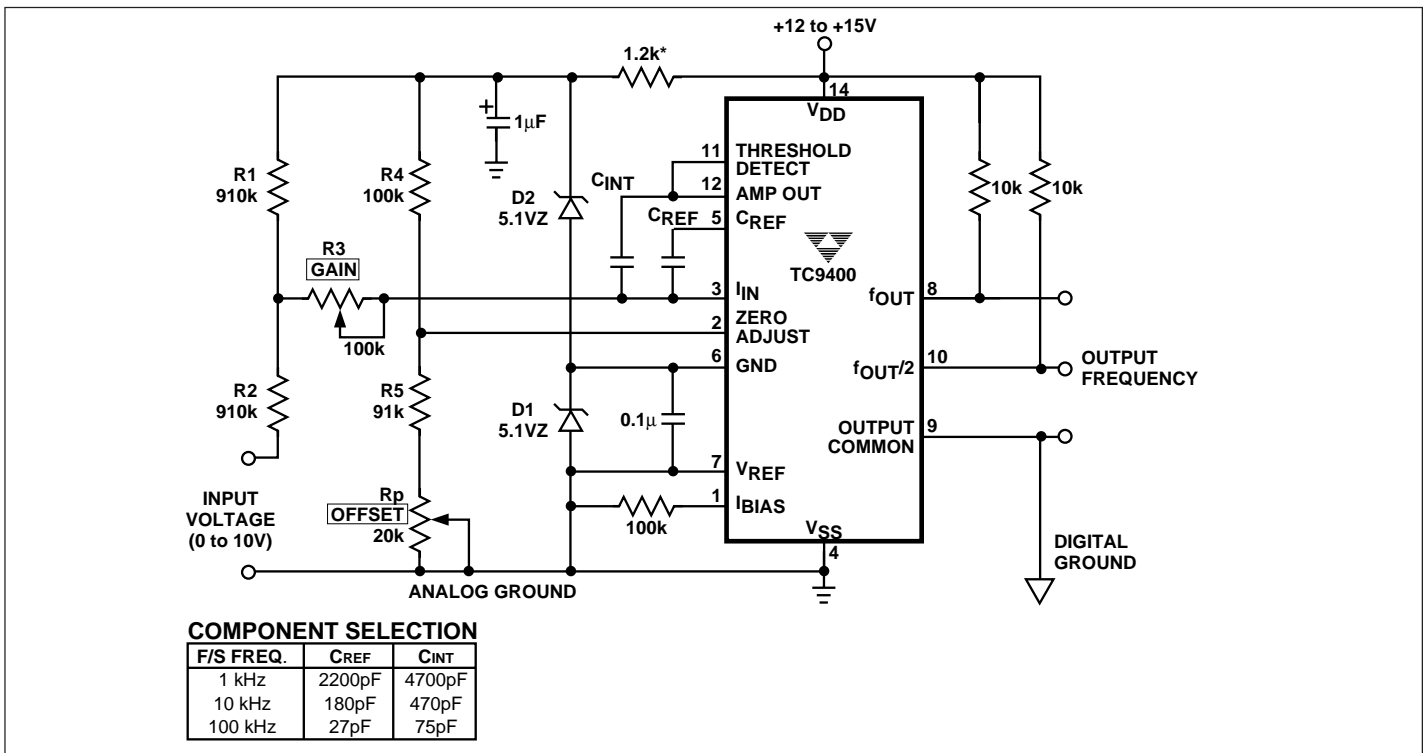 +12 to +15V
1.2k*
14
VDD
+
1µF
R1
910k
R4
100k
D2
5.1VZ
CINT
CREF
11
THRESHOLD
DETECT
12
AMP OUT
5
CREF
10k
10k
TC9400
R3
GAIN
100k
3
IIN
2
ZERO
ADJUST
fOUT
8
R2
910k
R5
91k
D1
5.1VZ
0.1µ
6
GND
fOUT/2
10
OUTPUT
FREQUENCY
OUTPUT
COMMON
9
7
VREF
1
IBIAS
100k
VSS
4
INPUT
VOLTAGE
(0 to 10V)
Rp
OFFSET
20k
ANALOG GROUND
DIGITAL
GROUND
COMPONENT SELECTION
F/S FREQ. CREF CINT
1 kHz 2200pF 4700pF
10 kHz 180pF 470pF
100 kHz 27pF 75pF